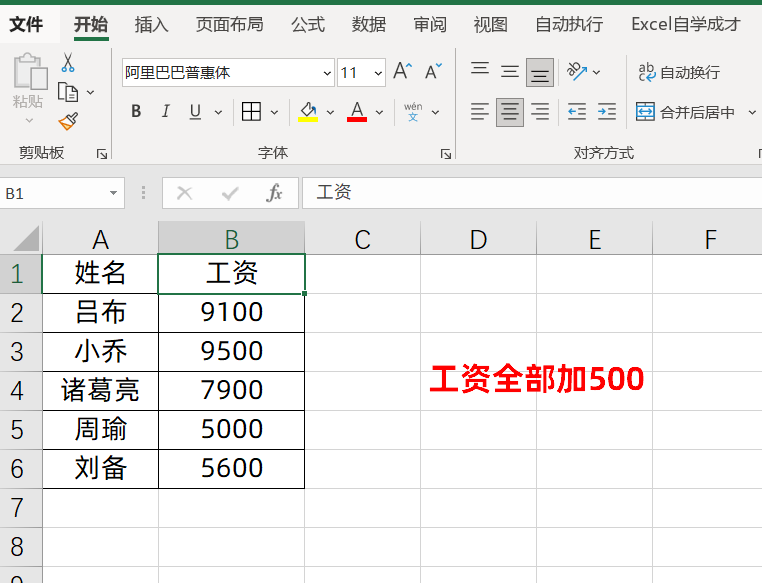 文件 开始 插入 页面布局 公式 数据 审阅 视图 自动执行 Excel自学成才
粘贴
阿里巴巴普惠体 11 A A ab 自动换行
B I U A wén 文 合并后居中
剪贴板 字体 对齐方式
B1 fx 工资
A B C D E F
1 姓名 工资
2 吕布 9100
3 小乔 9500
工资全部加500
4 诸葛亮 7900
5 周瑜 5000
6 刘备 5600
7
8
9